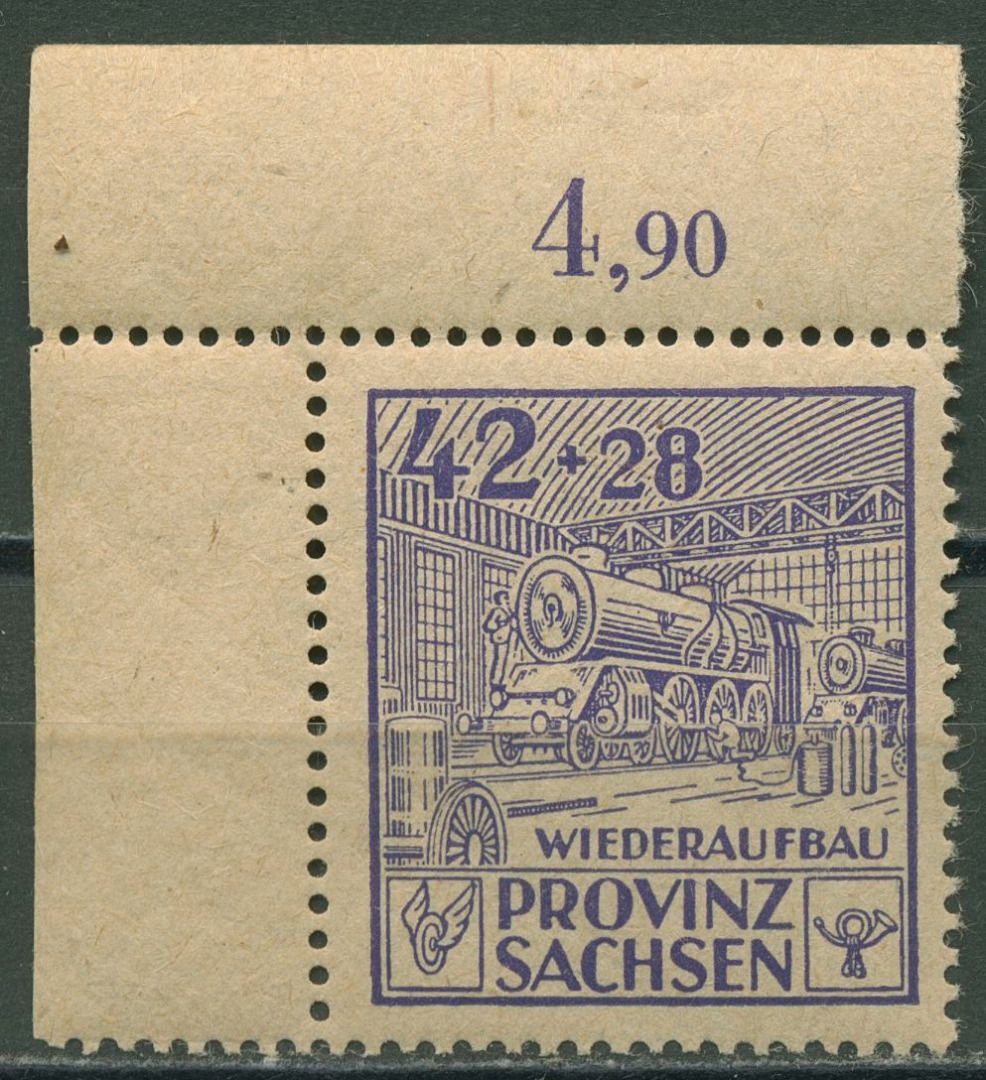 4,90
42+28
WIEDERAUFBAU
PROVINZ
SACHSEN